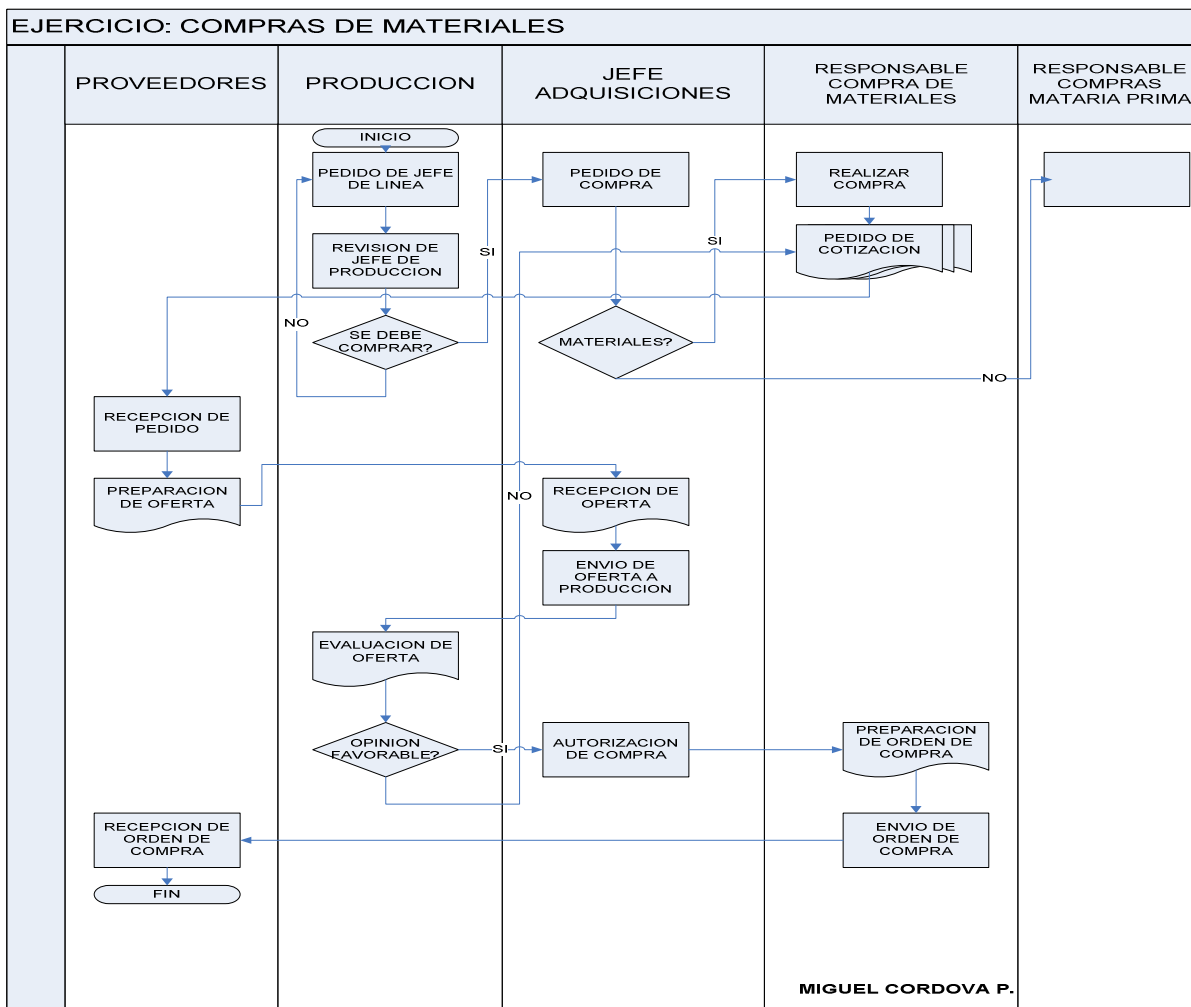 EJERCICIO: COMPRAS DE MATERIALES
PROVEEDORES
PRODUCCION
JEFE
ADQUISICIONES
RESPONSABLE
COMPRA DE
MATERIALES
RESPONSABLE
COMPRAS
MATARIA PRIMA
INICIO
PEDIDO DE JEFE
DE LINEA
PEDIDO DE
COMPRA
REALIZAR
COMPRA
REVISION DE
JEFE DE
PRODUCCION
SI
SI
PEDIDO DE
COTIZACION
NO
SE DEBE
COMPRAR?
MATERIALES?
NO
RECEPCION DE
PEDIDO
PREPARACION
DE OFERTA
NO
RECEPCION DE
OPERTA
ENVIO DE
OFERTA A
PRODUCCION
EVALUACION DE
OFERTA
OPINION
FAVORABLE?
SI
AUTORIZACION
DE COMPRA
PREPARACION
DE ORDEN DE
COMPRA
RECEPCION DE
ORDEN DE
COMPRA
ENVIO DE
ORDEN DE
COMPRA
FIN
MIGUEL CORDOVA P.